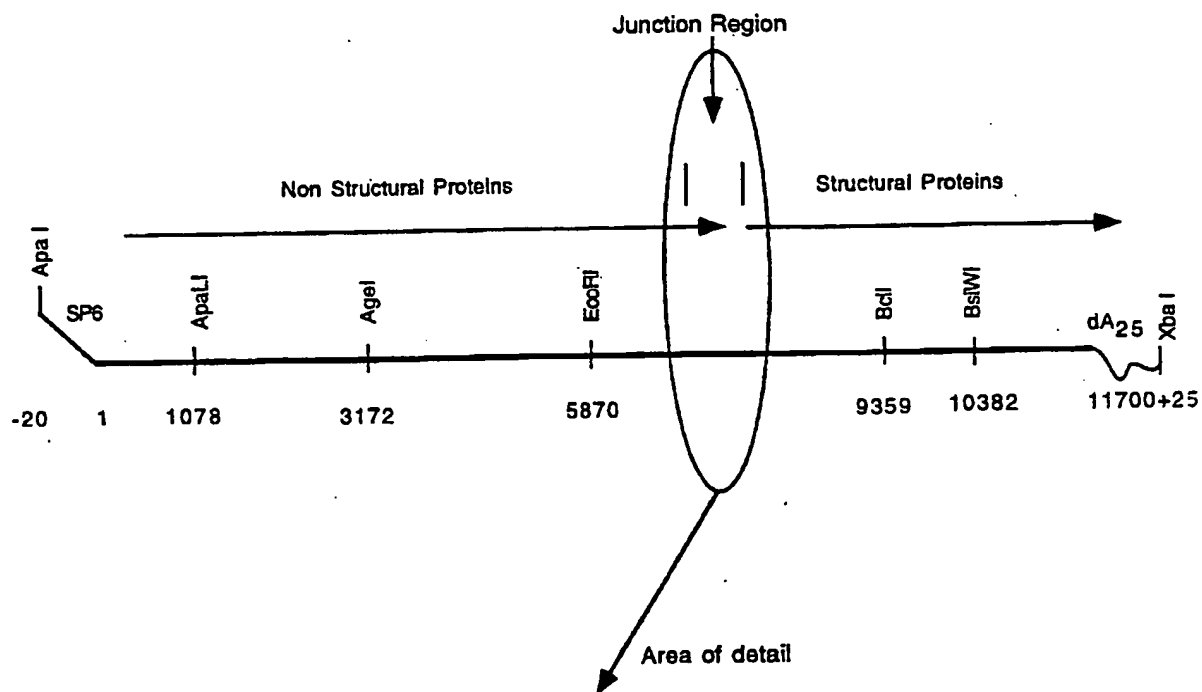 Junction Region
Non Structural Proteins
Structural Proteins
Apa I
SP6
ApaLI
AgeI
EcoRI
BclI
BsiWI
dA25
Xba I
-20 1 1078 3172 5870 9359 10382 11700+25
Area of detail